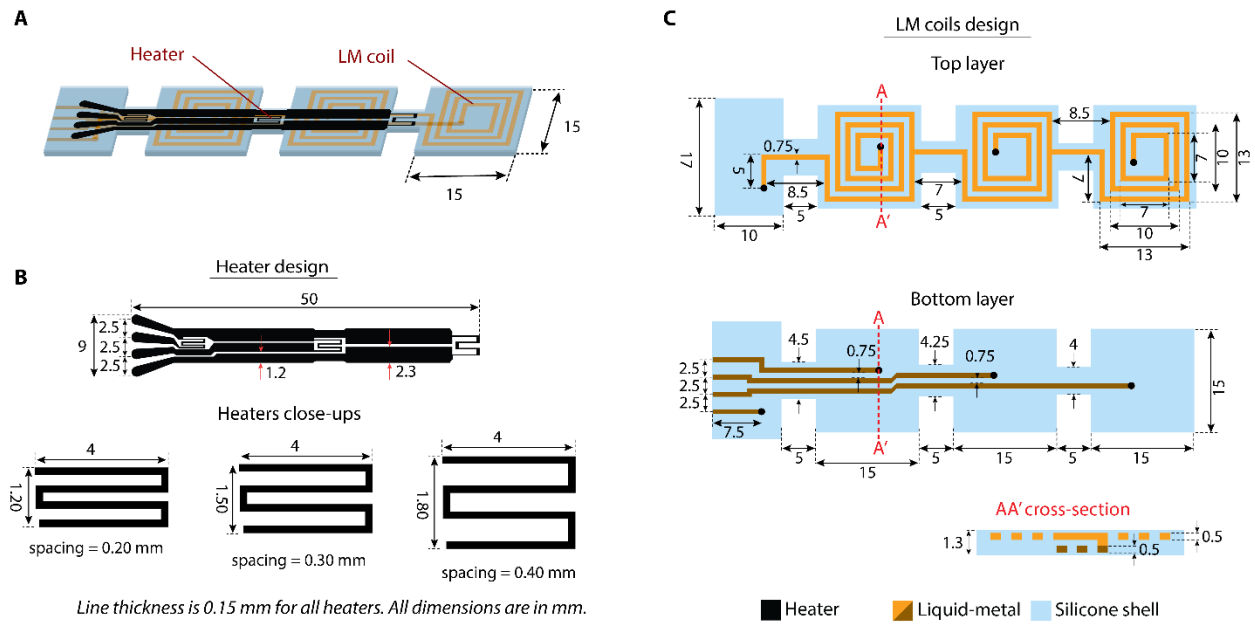 A
Heater
LM coil
15
15
B
Heater design
50
9
2.5
2.5
2.5
1.2
2.3
Heaters close-ups
4
4
4
1.20
1.50
1.80
spacing = 0.20 mm
spacing = 0.30 mm
spacing = 0.40 mm
Line thickness is 0.15 mm for all heaters. All dimensions are in mm.
C
LM coils design
Top layer
A
8.5
17
0.75
5
8.5
5
7
5
7
7
10
13
A'
10
7
10
13
Bottom layer
A
4.5
0.75
4.25
0.75
4
2.5
2.5
2.5
15
7.5
A'
5
15
5
15
5
15
AA' cross-section
1.3
0.5
0.5
Heater
Liquid-metal
Silicone shell